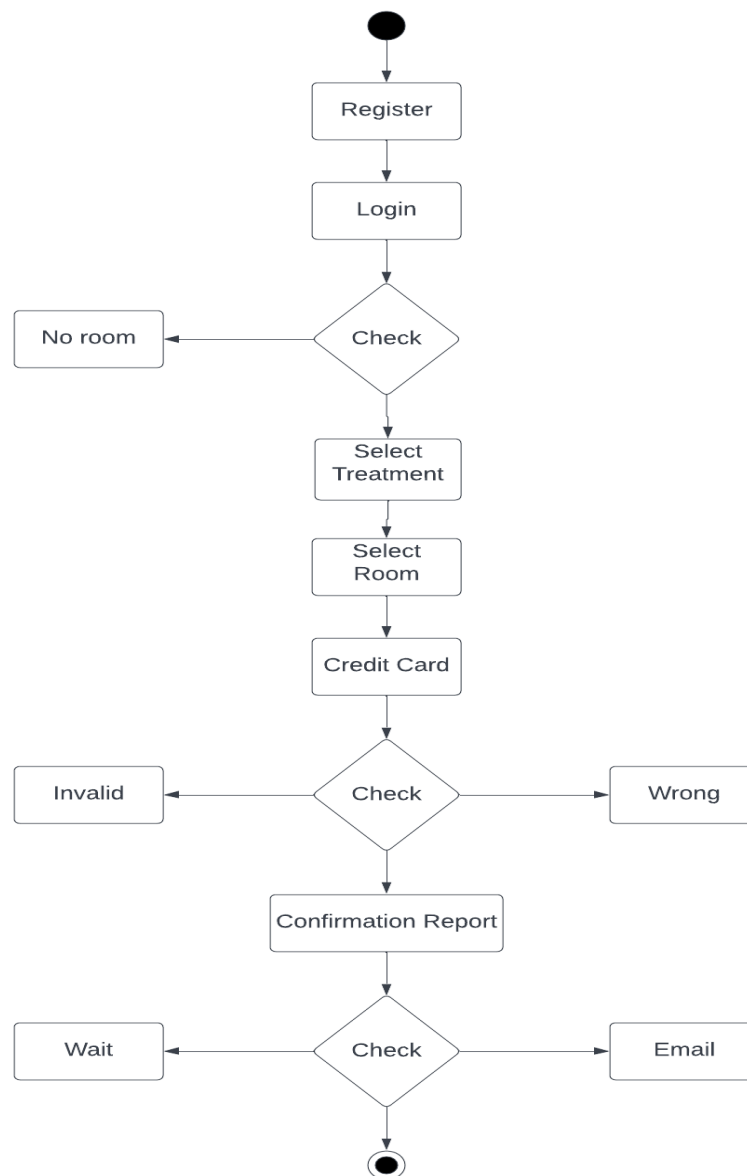 Register
Login
No room
Check
Select
Treatment
Select
Room
Credit Card
Invalid
Check
Wrong
Confirmation Report
Wait
Check
Email